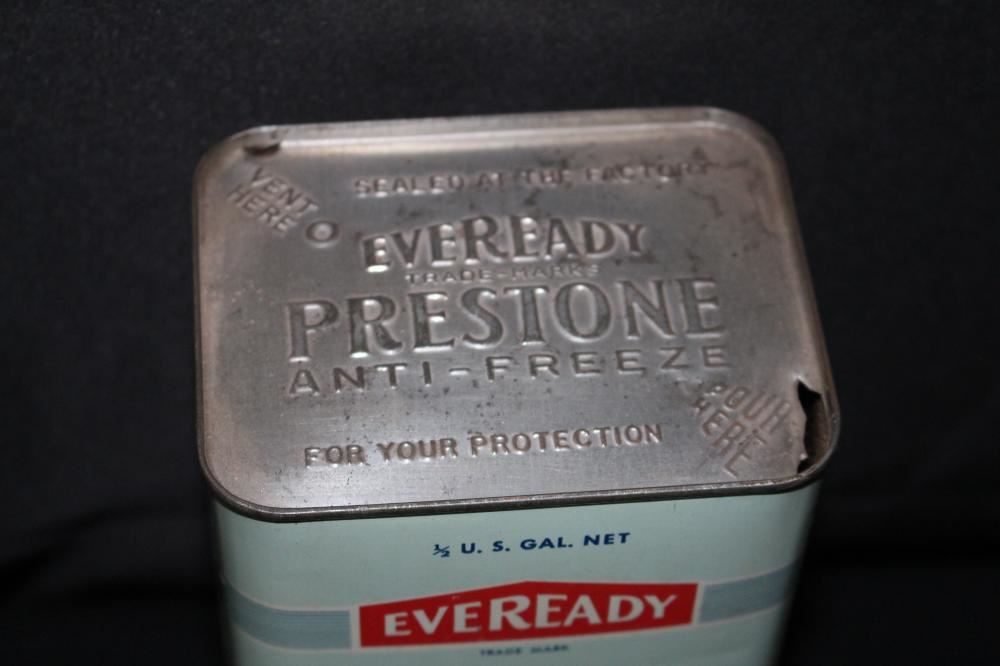 SEALED AT THE FACTORY
VENT
HERE
EVEREADY
TRADE-MARKS
PRESTONE
ANTI-FREEZE
POUR
HERE
FOR YOUR PROTECTION
½ U. S. GAL. NET
EVEREADY
TRADE MARK